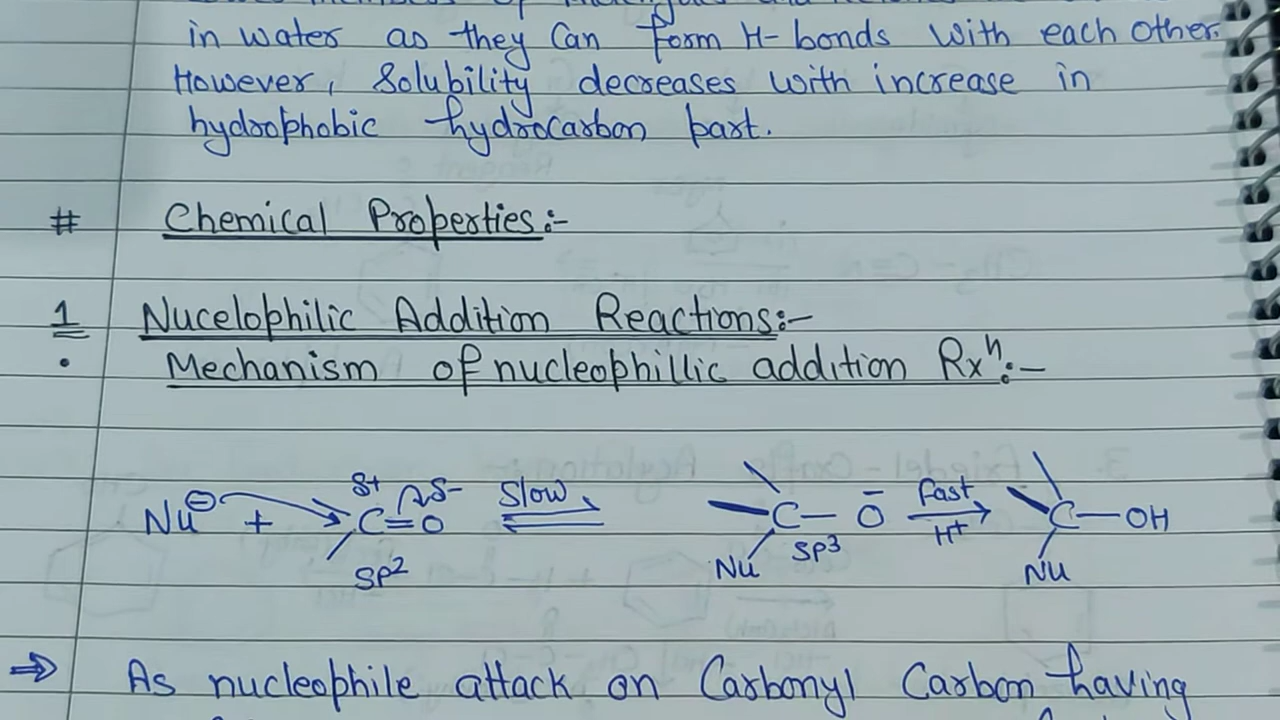 in water as they Can form H-bonds with each other.
However, Solubility decreases with increase in
hydrophobic hydrocarbon part.
# Chemical Properties:-
1 Nucelophilic Addition Reactions:-
• Mechanism of nucleophillic addition Rxⁿ:-
Nu⊖ + δ+ C=O δ- Slow C—Ō fast H+ C—OH
sp2 Nu sp3 Nu
⇒ As nucleophile attack on Carbonyl Carbon having